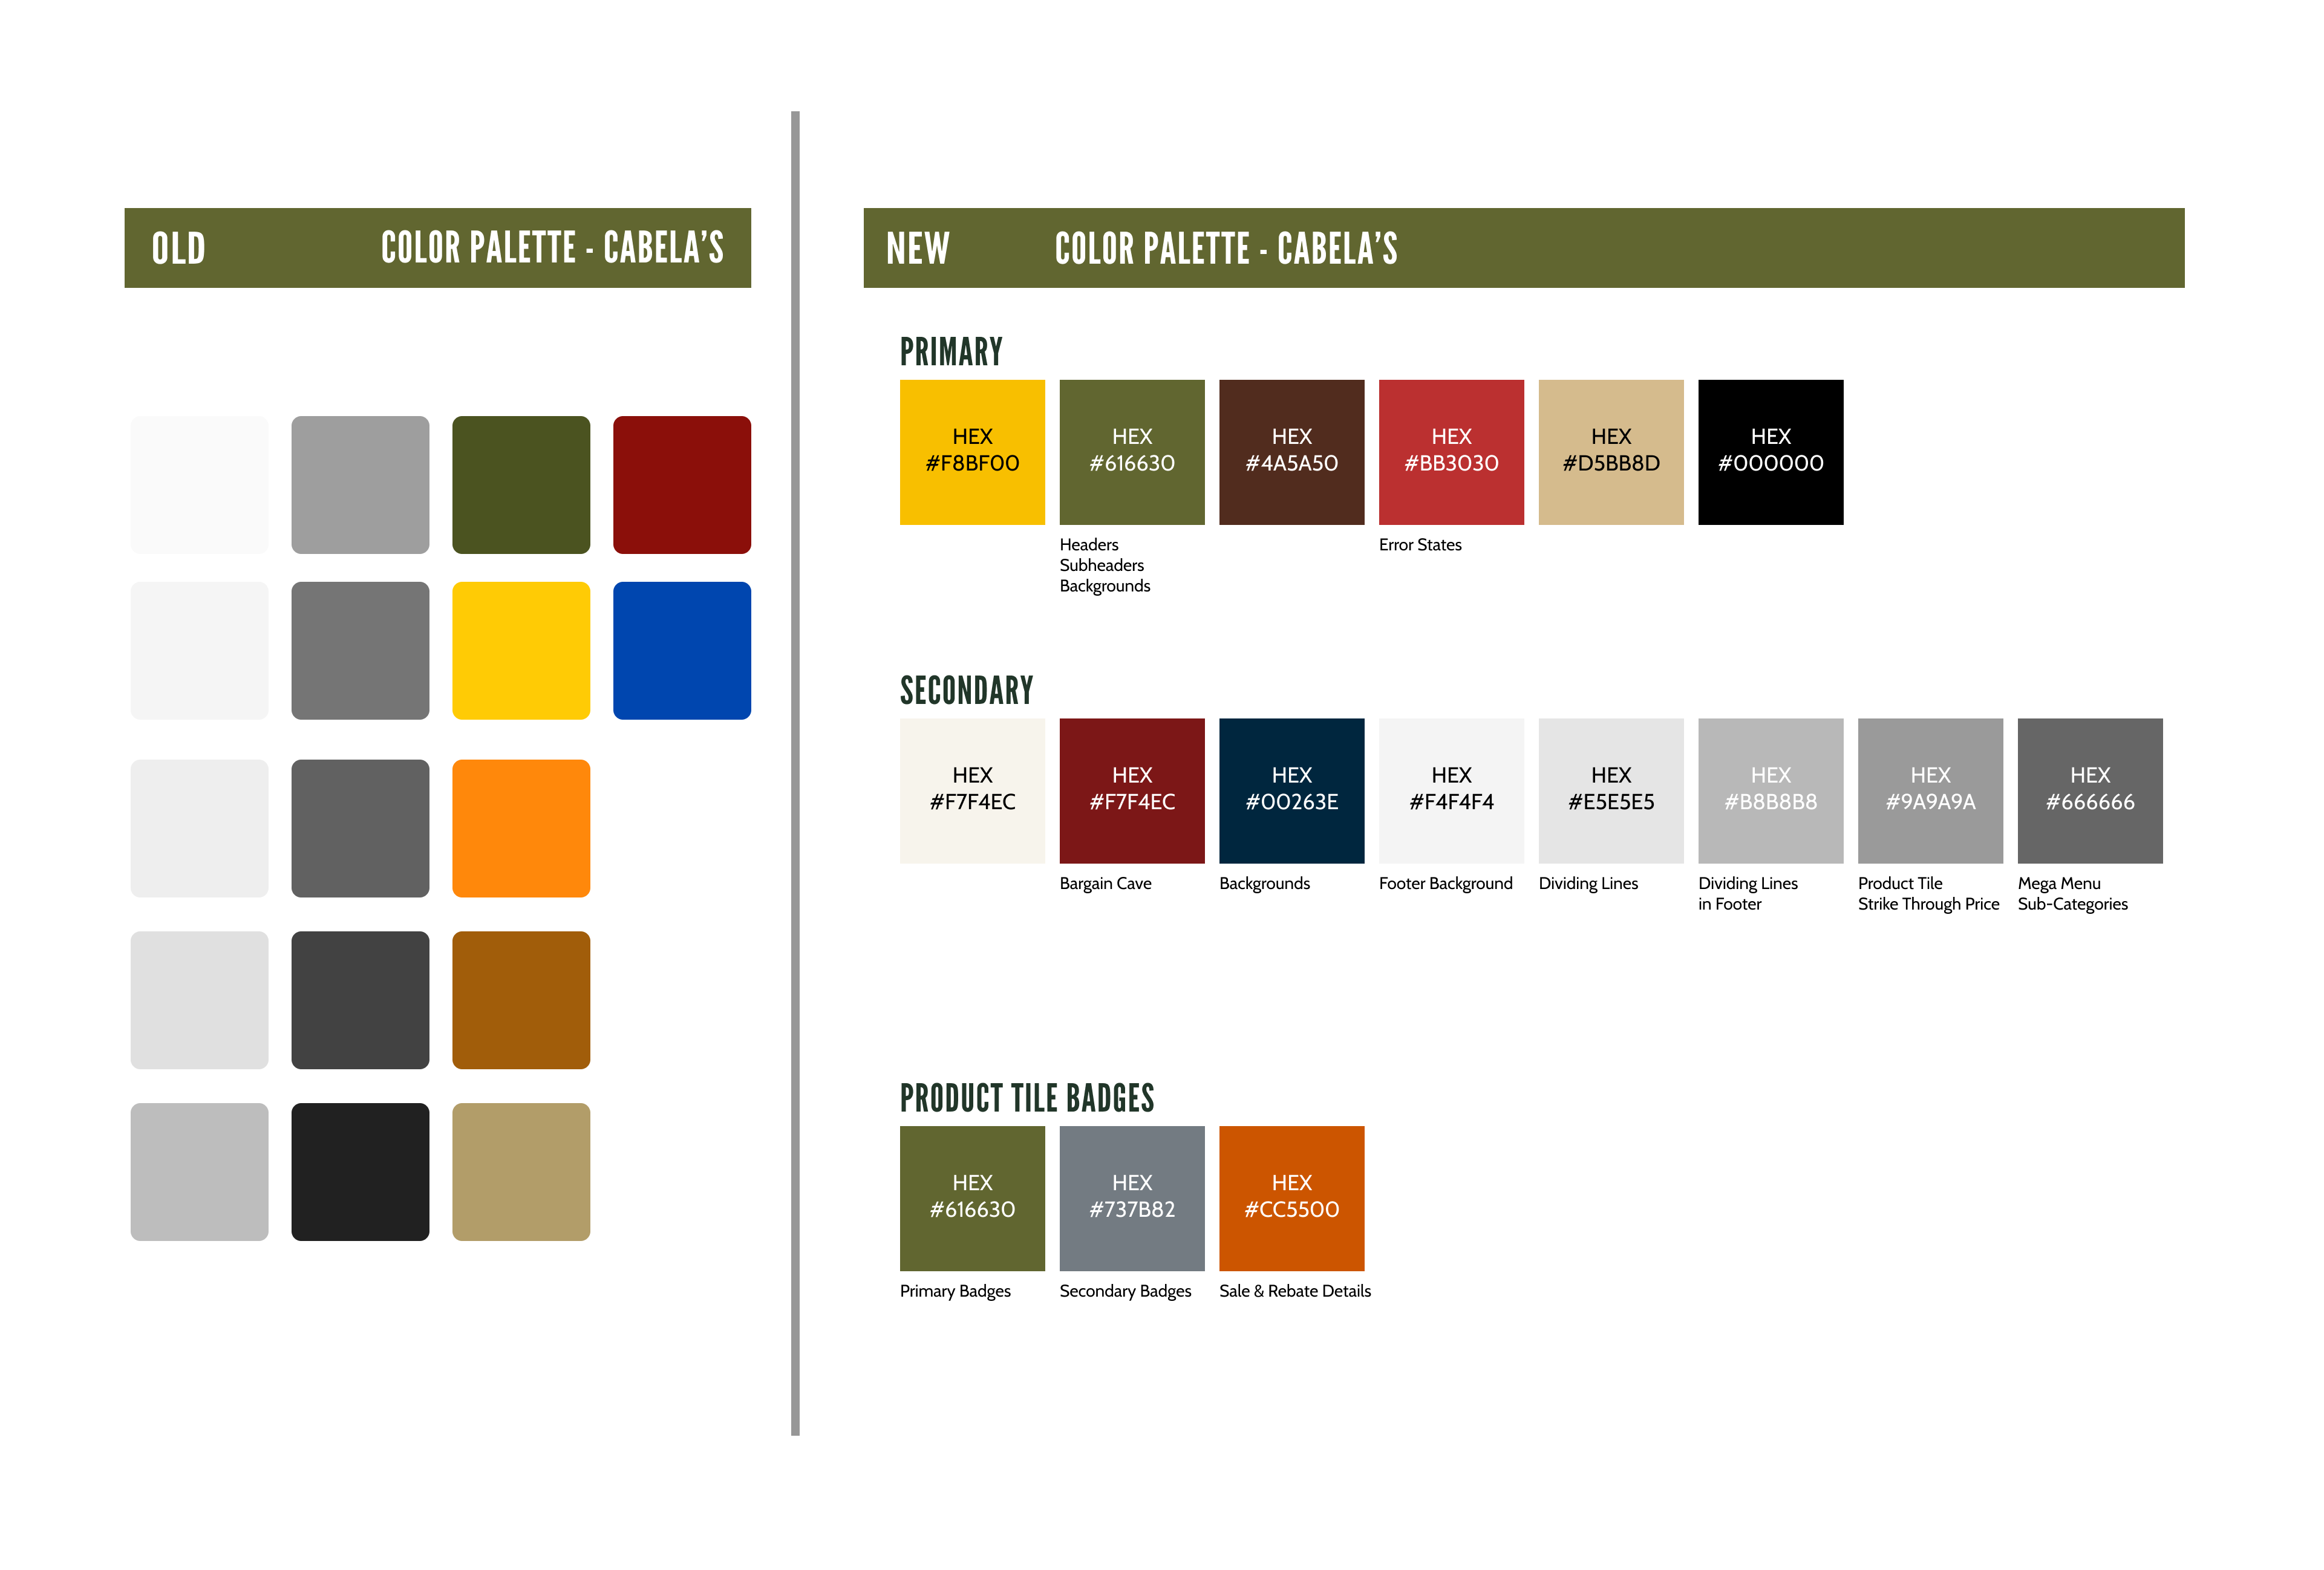 OLD
COLOR PALETTE - CABELA'S
NEW
COLOR PALETTE - CABELA'S
PRIMARY
HEX
#F8BF00
HEX
#616630
HEX
#4A5A50
HEX
#BB3030
HEX
#D5BB8D
HEX
#000000
Headers
Subheaders
Backgrounds
Error States
SECONDARY
HEX
#F7F4EC
HEX
#F7F4EC
HEX
#00263E
HEX
#F4F4F4
HEX
#E5E5E5
HEX
#B8B8B8
HEX
#9A9A9A
HEX
#666666
Bargain Cave
Backgrounds
Footer Background
Dividing Lines
Dividing Lines
in Footer
Product Tile
Strike Through Price
Mega Menu
Sub-Categories
PRODUCT TILE BADGES
HEX
#616630
HEX
#737B82
HEX
#CC5500
Primary Badges
Secondary Badges
Sale & Rebate Details